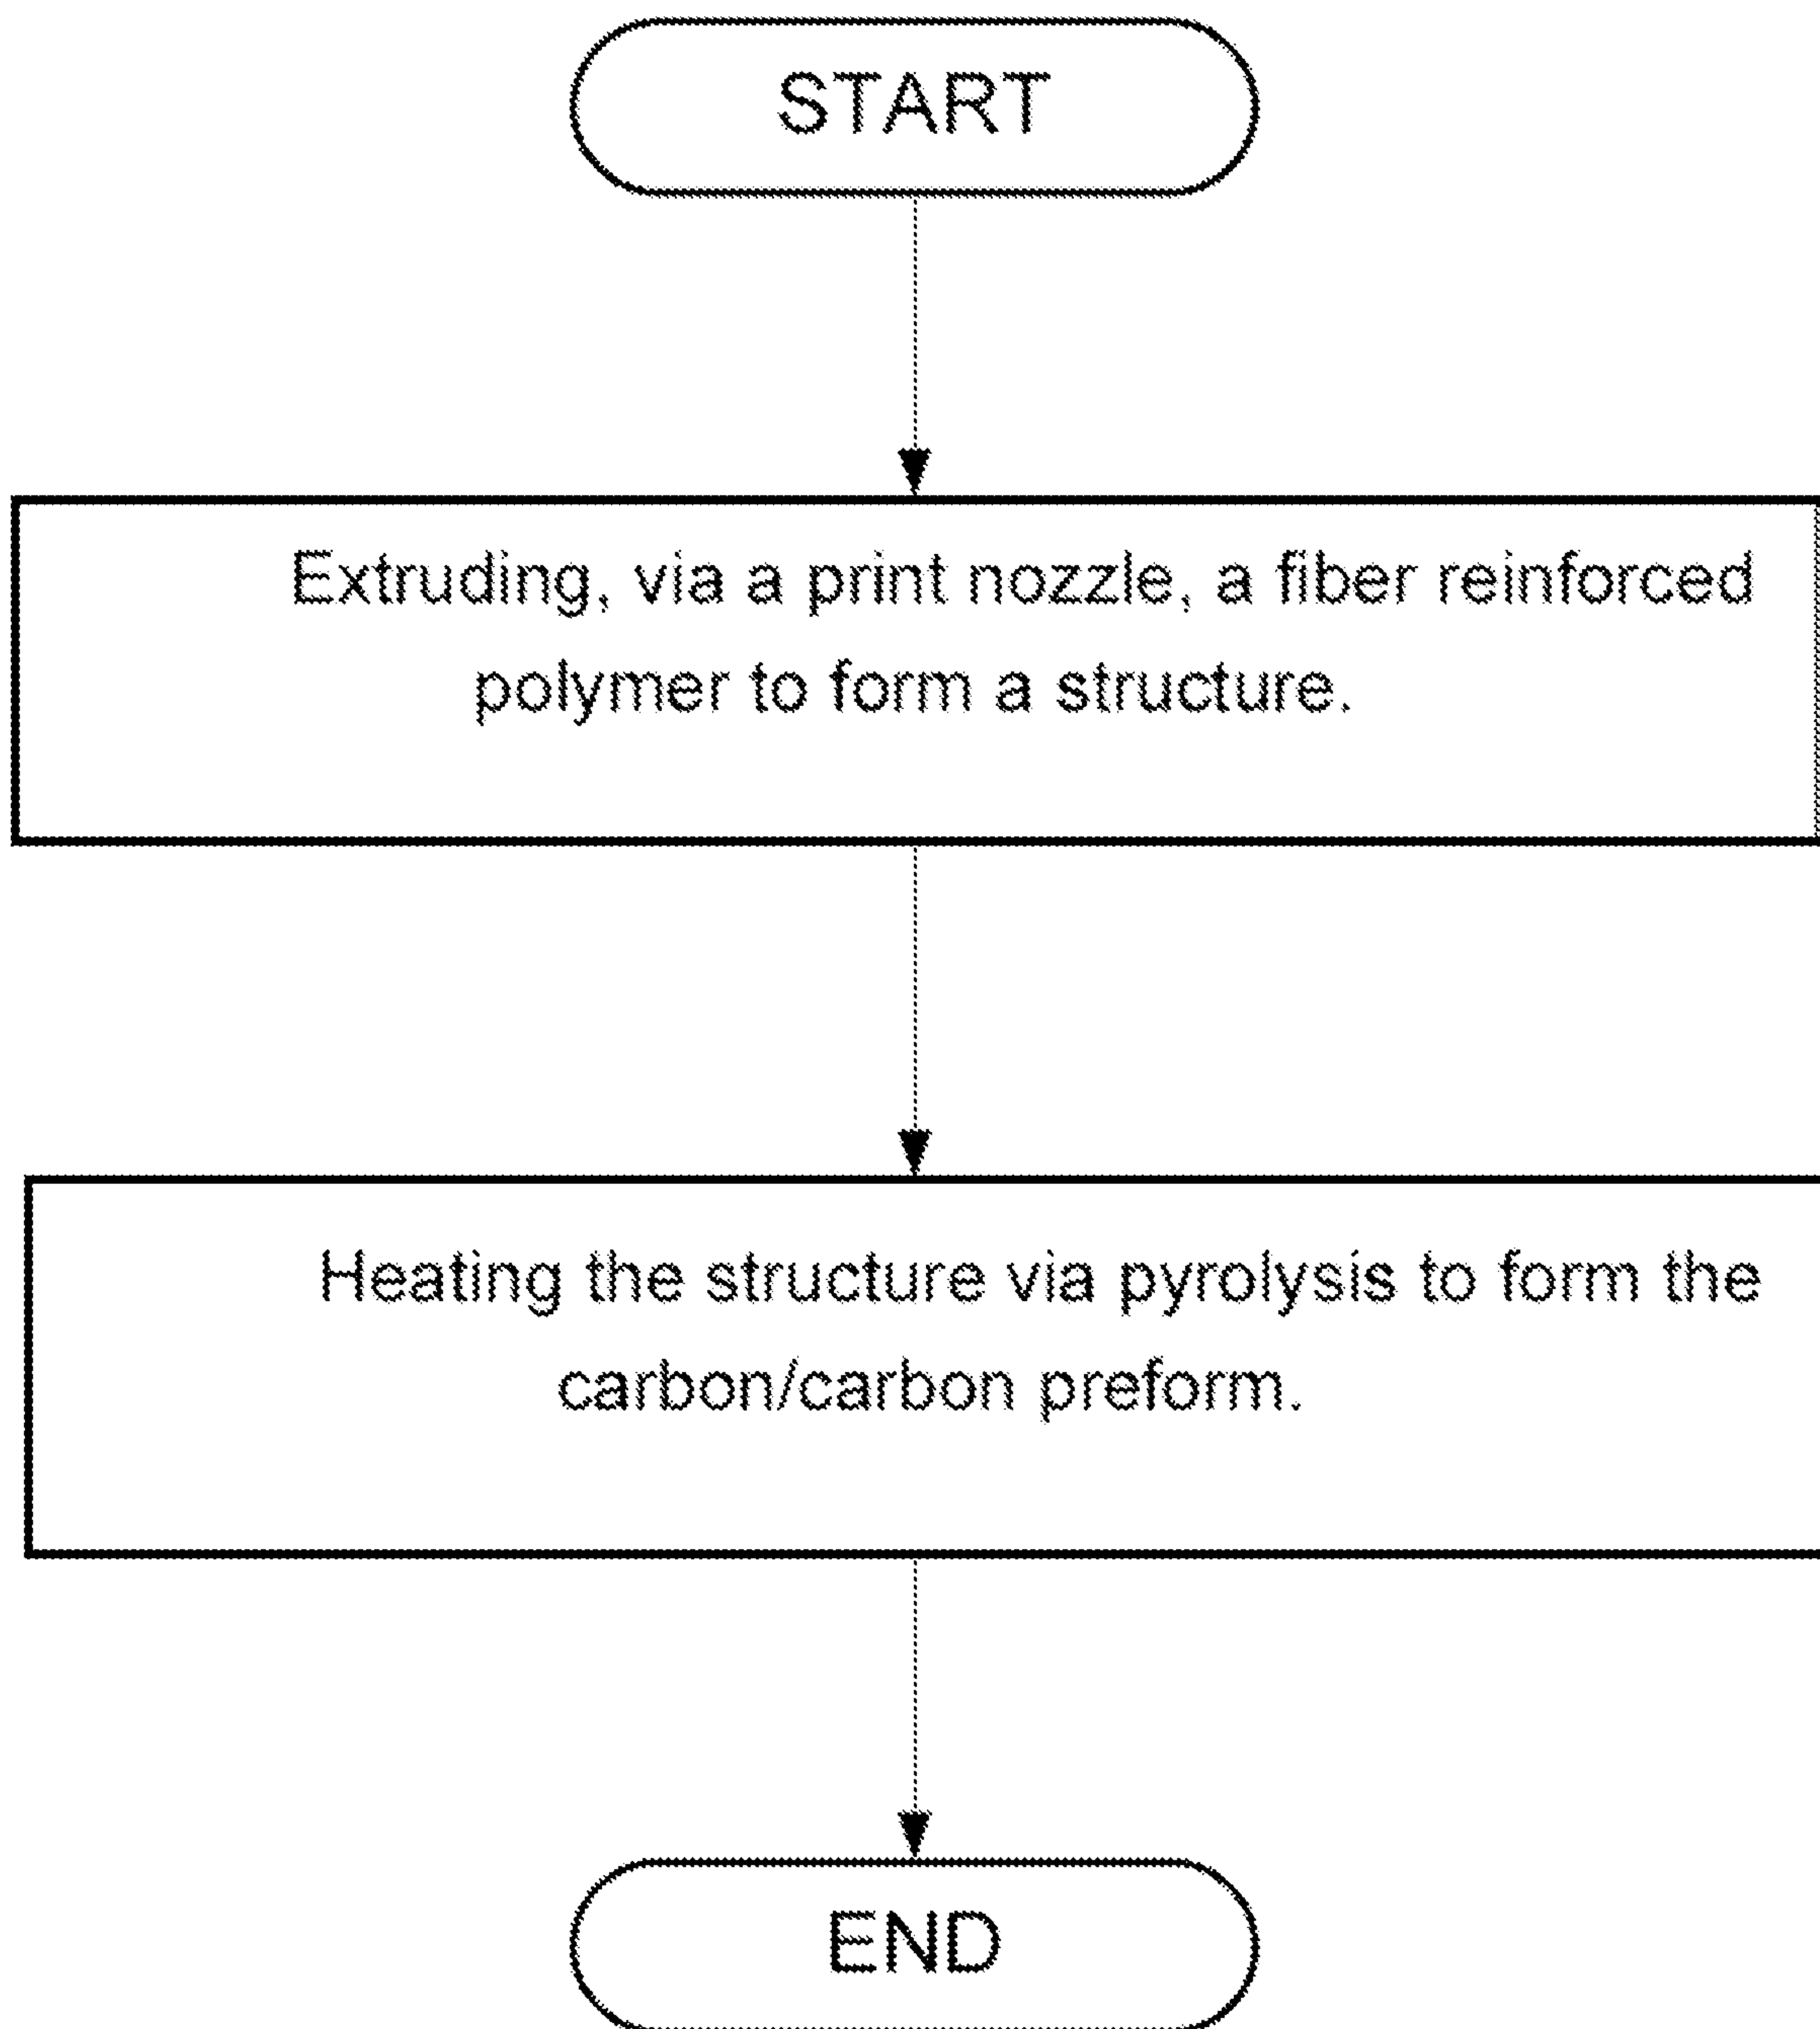 START
Extruding, via a print nozzle, a fiber reinforced
polymer to form a structure.
Heating the structure via pyrolysis to form the
carbon/carbon preform.
END